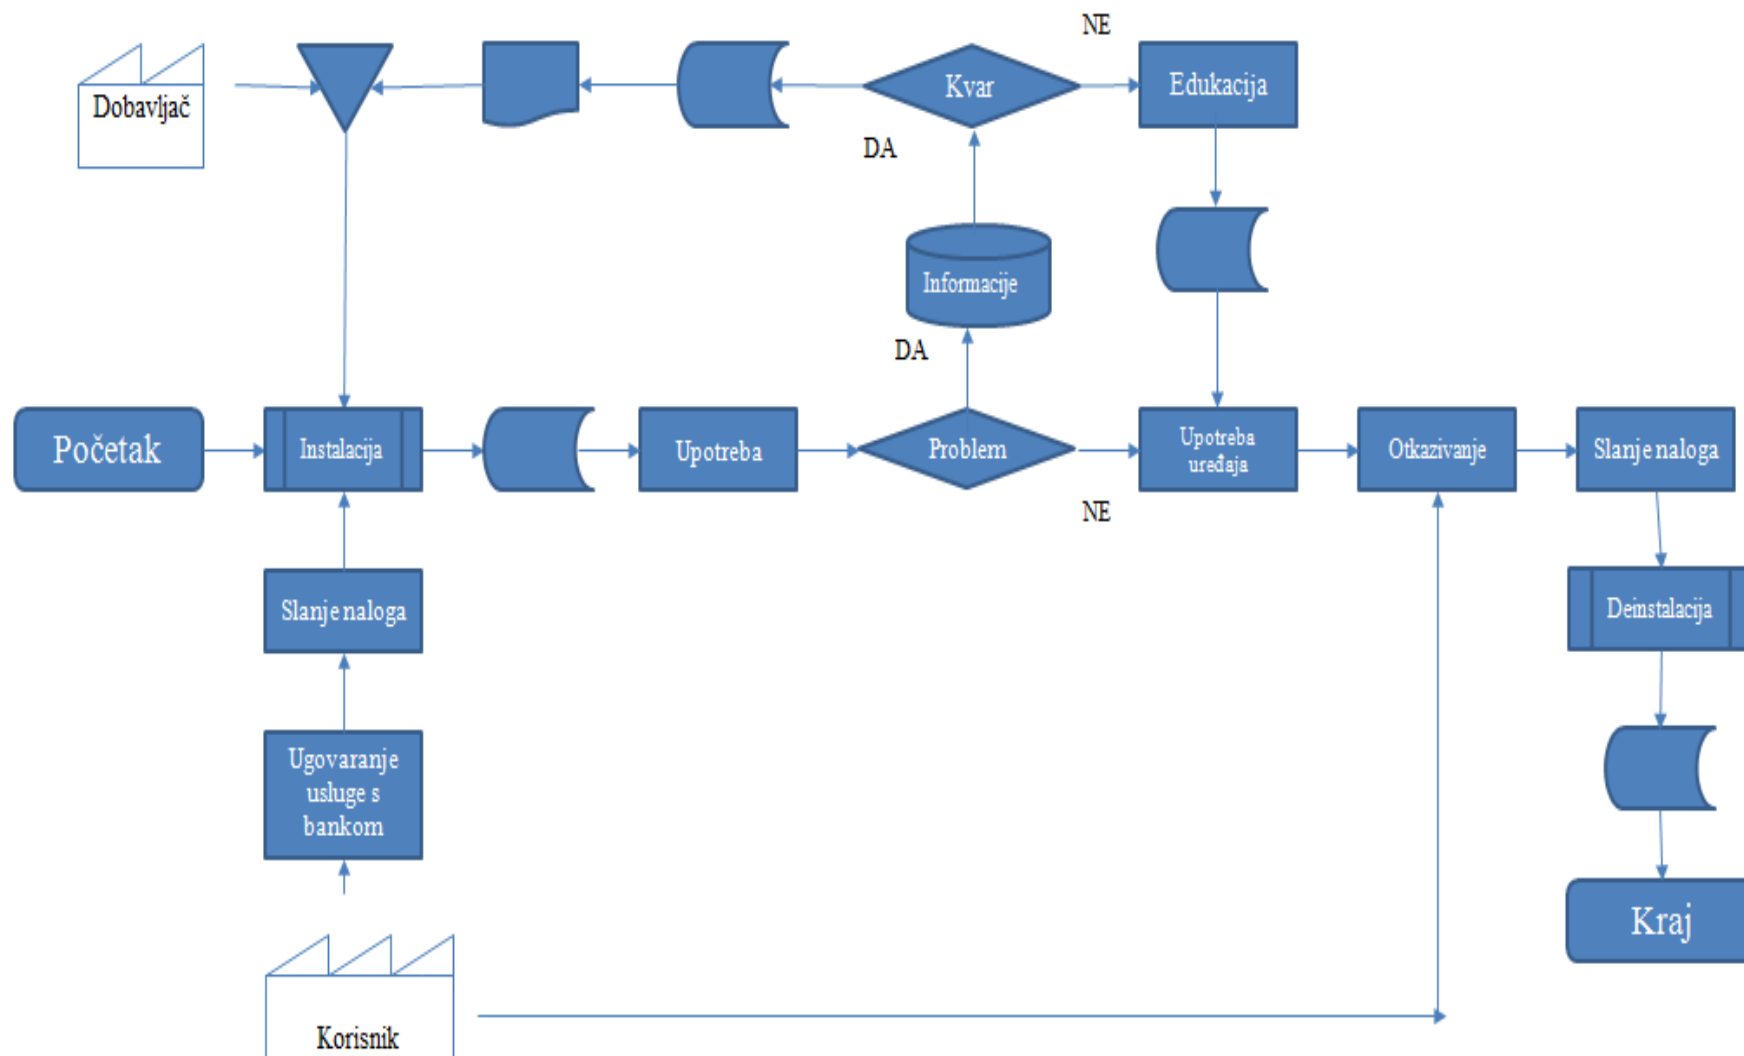 NE
Dobavljač
Kvar
Edukacija
DA
Informacije
DA
Početak
Instalacija
Upotreba
Problem
Upotreba
uređaja
Otkazivanje
Slanje naloga
NE
Slanje naloga
Deinstalacija
Ugovaranje
usluge s
bankom
Kraj
Korisnik